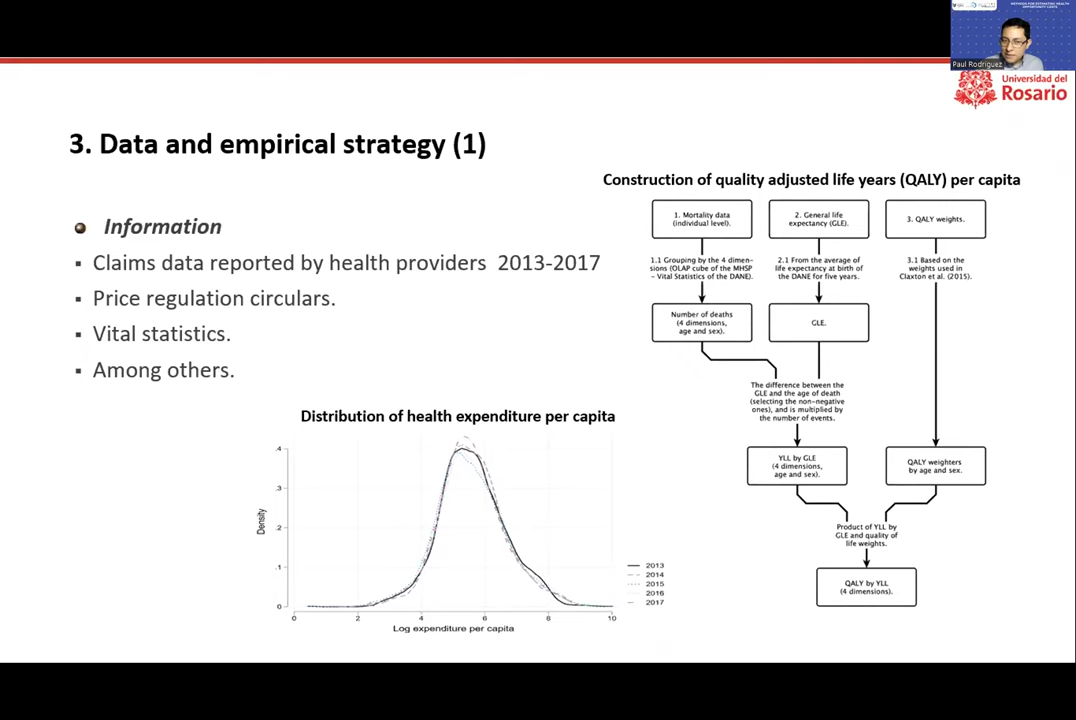 METHODS FOR ESTIMATING HEALTH
OPPORTUNITY COSTS
Paul Rodriguez
Universidad del
Rosario
3. Data and empirical strategy (1)
Information
Claims data reported by health providers 2013-2017
Price regulation circulars.
Vital statistics.
Among others.
Construction of quality adjusted life years (QALY) per capita
1. Mortality data
(individual level).
2. General life
expectancy (GLE).
3. QALY weights.
1.1 Grouping by the 4 dimen-
sions (OLAP cube of the MHSP
- Vital Statistics of the DANE).
2.1 From the average of
life expectancy at birth of
the DANE for five years.
3.1 Based on the
weights used in
Claxton et al. (2015).
Number of deaths
(4 dimensions,
age and sex).
GLE.
The difference between the
GLE and the age of death
(selecting the non-negative
ones), and is multiplied by
the number of events.
YLL by GLE
(4 dimensions,
age and sex).
QALY weighters
by age and sex.
Product of YLL by
GLE and quality of
life weights.
QALY by YLL
(4 dimensions).
Distribution of health expenditure per capita
.4
.3
.2
.1
0
Density
0 2 4 6 8 10
Log expenditure per capita
2013
2014
2015
2016
2017